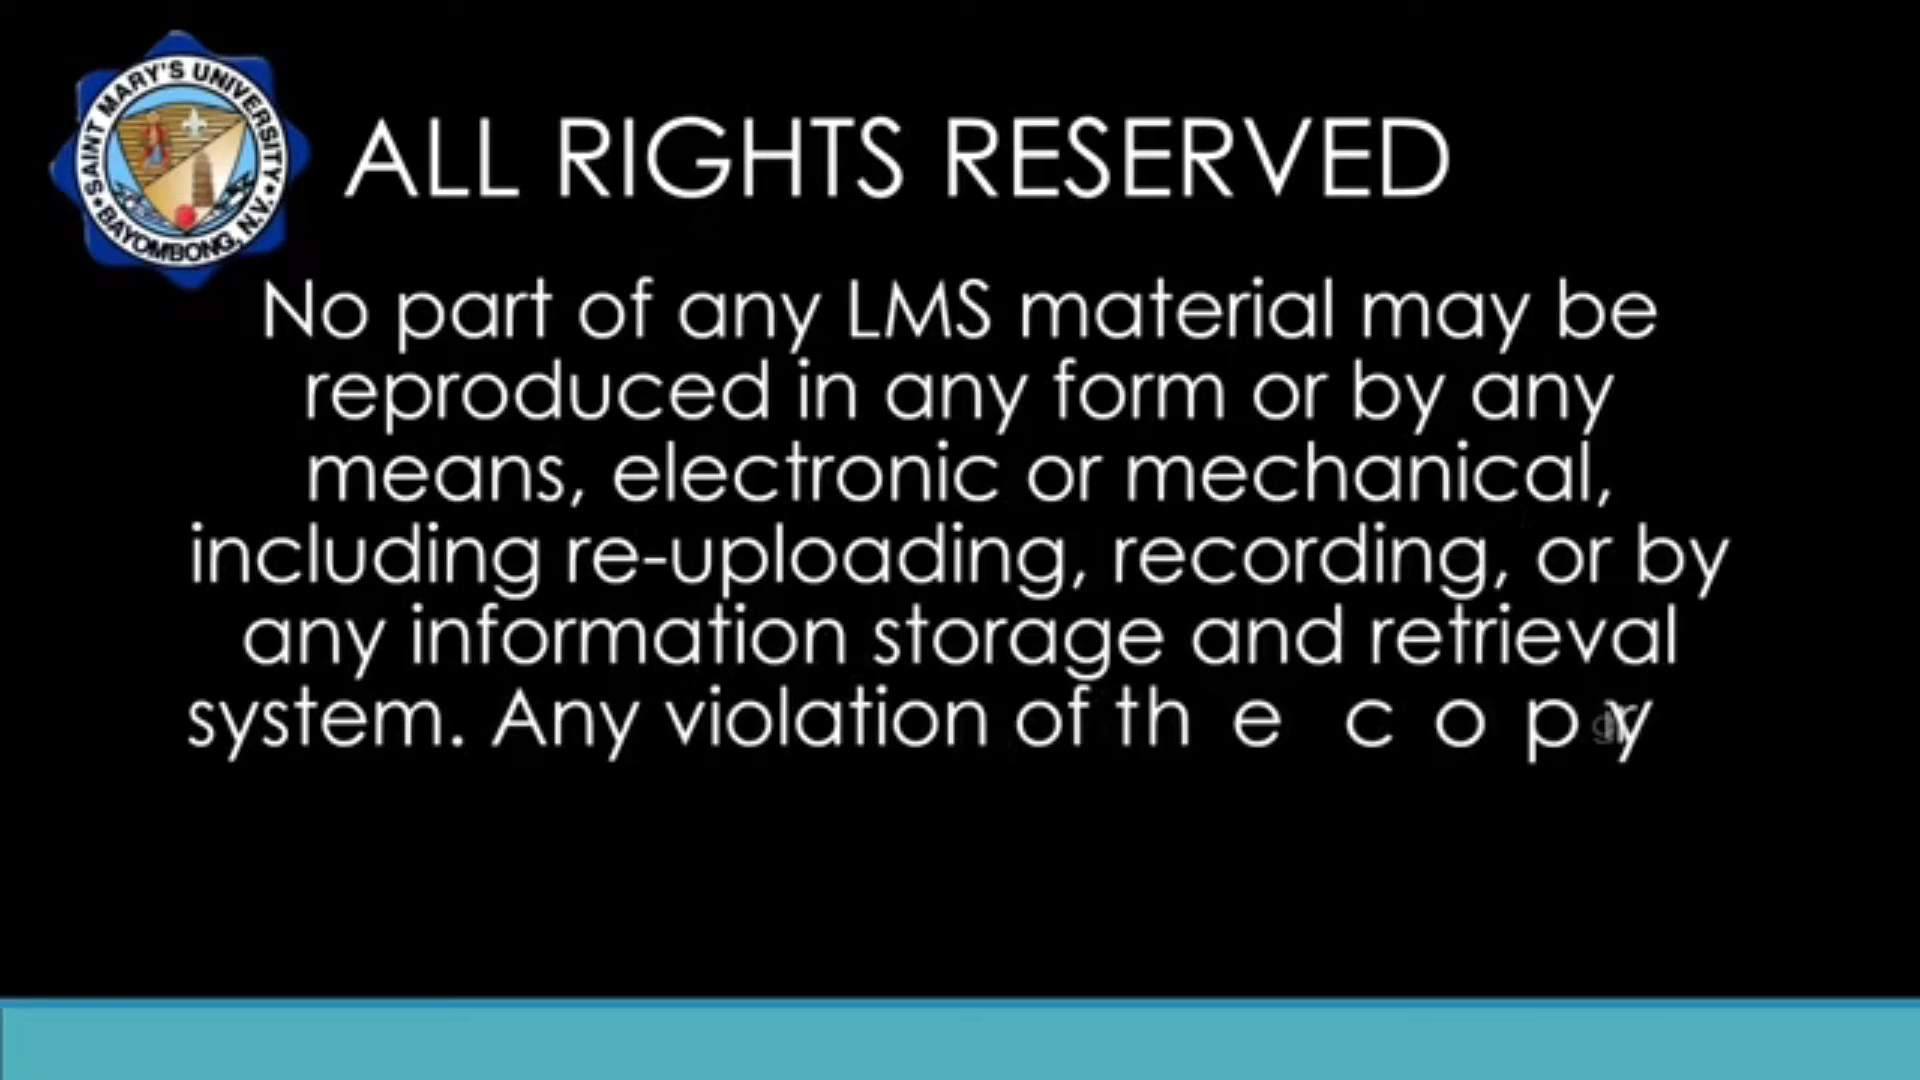 SAINT MARY'S UNIVERSITY
BAYOMBONG, N.V.
ALL RIGHTS RESERVED
No part of any LMS material may be
reproduced in any form or by any
means, electronic or mechanical,
including re-uploading, recording, or by
any information storage and retrieval
system. Any violation of th e c o p y